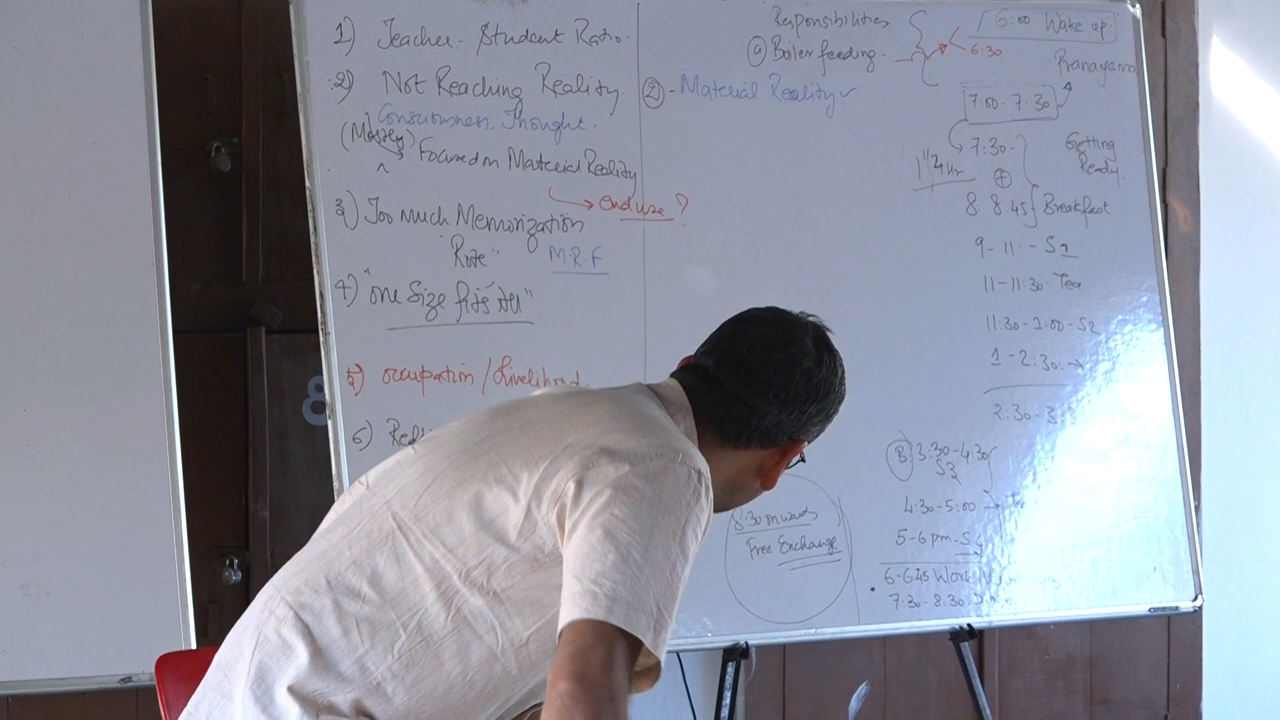 1) Teacher - Student Ratio.
2) Not Reaching Reality.
Consciousness, Thought.
(Mostly) Focused on Material Reality
→ end use?
3) Too much Memorization
"Rote" M.R.F
4) "one Size fits All"
5) occupation / Livelihood
6)
② - Material Reality
Responsibilities
ⓐ Boiler feeding.
6:00 Wake up.
6:30
Pranayama
7:00 - 7:30
7:30 - Getting Ready
1 1/4 hr
8 - 8:45 Breakfast
9 - 11 - S1
11 - 11:30. Tea
11:30 - 1:00 - S2
1 - 2:30. →
2:30 - 3
B 3:30 - 4:30
S3
4:30 - 5:00 →
5 - 6 pm - S4
6 - 6:45 Work
7:30 - 8:30.
8:30 onwards
Free Exchange
8